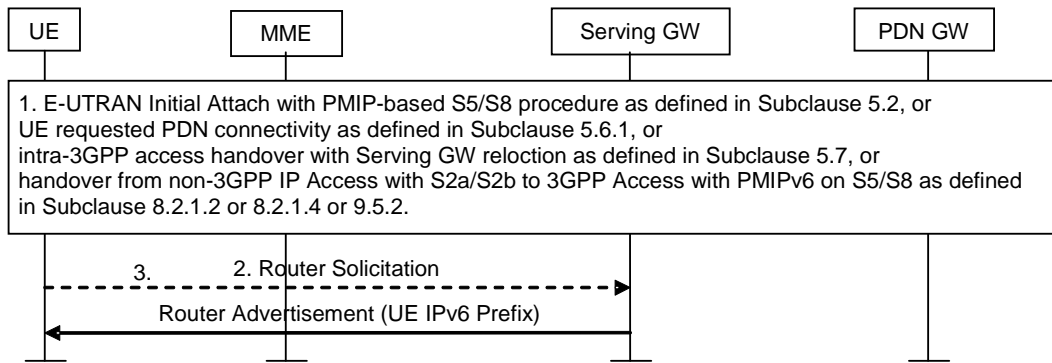 UE
MME
Serving GW
PDN GW
1. E-UTRAN Initial Attach with PMIP-based S5/S8 procedure as defined in Subclause 5.2, or
UE requested PDN connectivity as defined in Subclause 5.6.1, or
intra-3GPP access handover with Serving GW reloction as defined in Subclause 5.7, or
handover from non-3GPP IP Access with S2a/S2b to 3GPP Access with PMIPv6 on S5/S8 as defined
in Subclause 8.2.1.2 or 8.2.1.4 or 9.5.2.
3.
2. Router Solicitation
Router Advertisement (UE IPv6 Prefix)